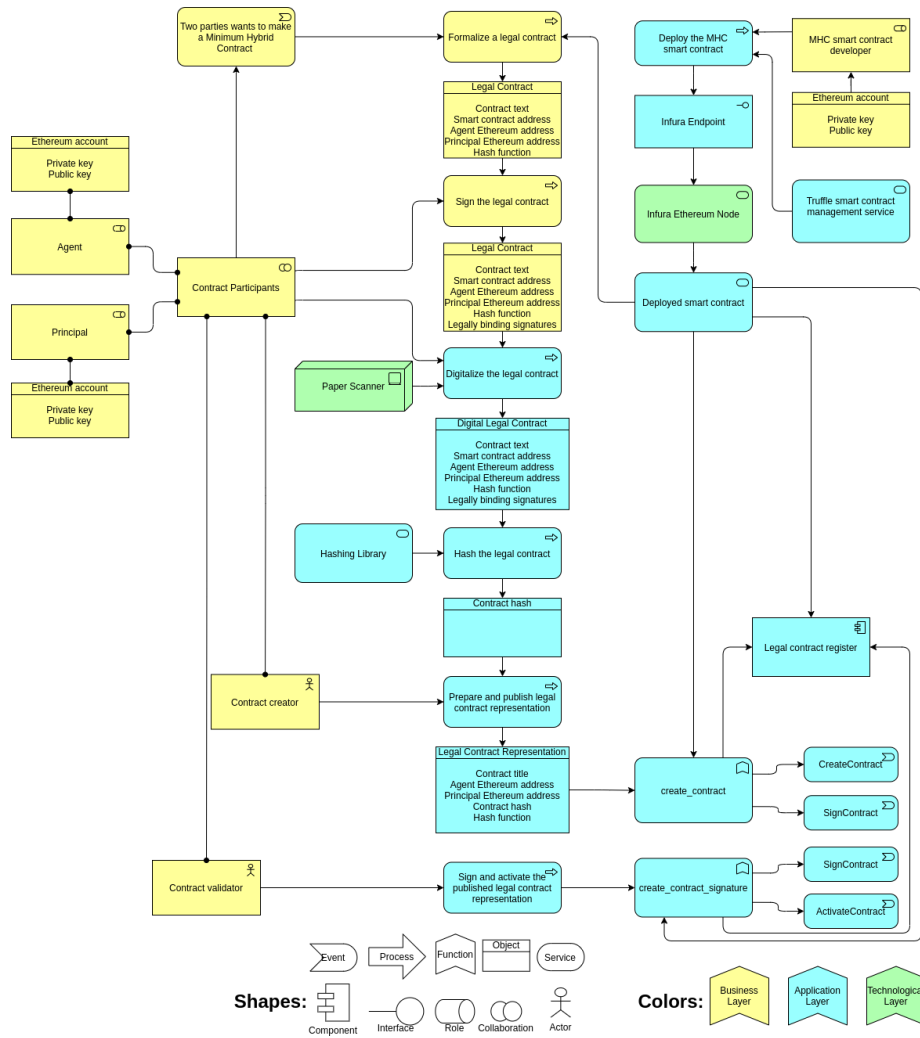 Two parties wants to
make a Minimum Hybrid
Contract
Formalize a legal contract
Deploy the MHC
smart contract
MHC smart contract
developer
Legal Contract
Contract text
Smart contract address
Agent Ethereum address
Principal Ethereum address
Hash function
Infura Endpoint
Ethereum account
Private key
Public key
Ethereum account
Private key
Public key
Sign the legal contract
Infura Ethereum Node
Truffle smart contract
management service
Agent
Legal Contract
Contract text
Smart contract address
Agent Ethereum address
Principal Ethereum address
Hash function
Legally binding signatures
Contract Participants
Deployed smart contract
Principal
Digitalize the legal contract
Paper Scanner
Ethereum account
Private key
Public key
Digital Legal Contract
Contract text
Smart contract address
Agent Ethereum address
Principal Ethereum address
Hash function
Legally binding signatures
Hashing Library
Hash the legal contract
Contract hash
Legal contract register
Contract creator
Prepare and publish legal
contract representation
Legal Contract Representation
Contract title
Agent Ethereum address
Principal Ethereum address
Contract hash
Hash function
create_contract
CreateContract
SignContract
Contract validator
Sign and activate the
published legal contract
representation
create_contract_signature
SignContract
ActivateContract
Shapes:
Event
Process
Function
Object
Service
Component
Interface
Role
Collaboration
Actor
Colors:
Business
Layer
Application
Layer
Technological
Layer